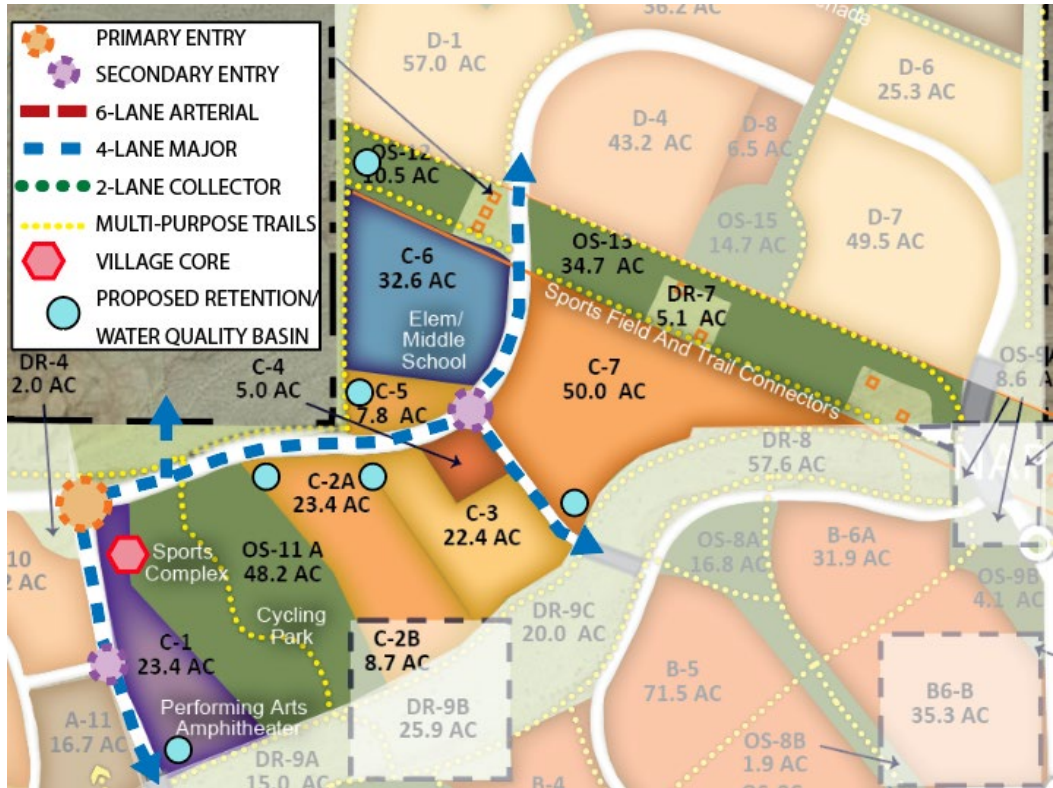 PRIMARY ENTRY
SECONDARY ENTRY
6-LANE ARTERIAL
4-LANE MAJOR
2-LANE COLLECTOR
MULTI-PURPOSE TRAILS
VILLAGE CORE
PROPOSED RETENTION/
WATER QUALITY BASIN
36.2 AC
D-1
57.0 AC
D-6
25.3 AC
D-4
43.2 AC
D-8
6.5 AC
OS-12
10.5 AC
D-7
49.5 AC
OS-15
14.7 AC
OS-13
34.7 AC
C-6
32.6 AC
Elem/
Middle
School
DR-7
5.1 AC
Sports Field And Trail Connectors
DR-4
2.0 AC
C-4
5.0 AC
C-5
7.8 AC
C-7
50.0 AC
8.6
DR-8
57.6 AC
MAP
C-2A
23.4 AC
C-3
22.4 AC
Sports
Complex
OS-11 A
48.2 AC
Cycling
Park
OS-8A
16.8 AC
B-6A
31.9 AC
OS-9B
4.1 AC
DR-9C
20.0 AC
C-1
23.4 AC
C-2B
8.7 AC
B-5
71.5 AC
B6-B
35.3 AC
Performing Arts
Amphitheater
DR-9B
25.9 AC
A-11
16.7 AC
OS-8B
1.9 AC
DR-9A
15.0 AC
B-4